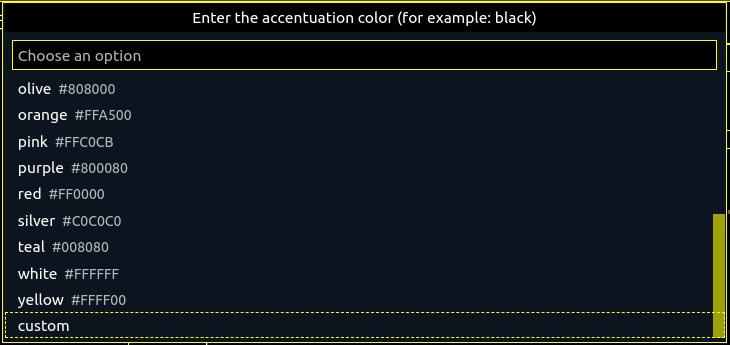 Enter the accentuation color (for example: black)
Choose an option
olive #808000
orange #FFA500
pink #FFC0CB
purple #800080
red #FF0000
silver #C0C0C0
teal #008080
white #FFFFFF
yellow #FFFF00
custom